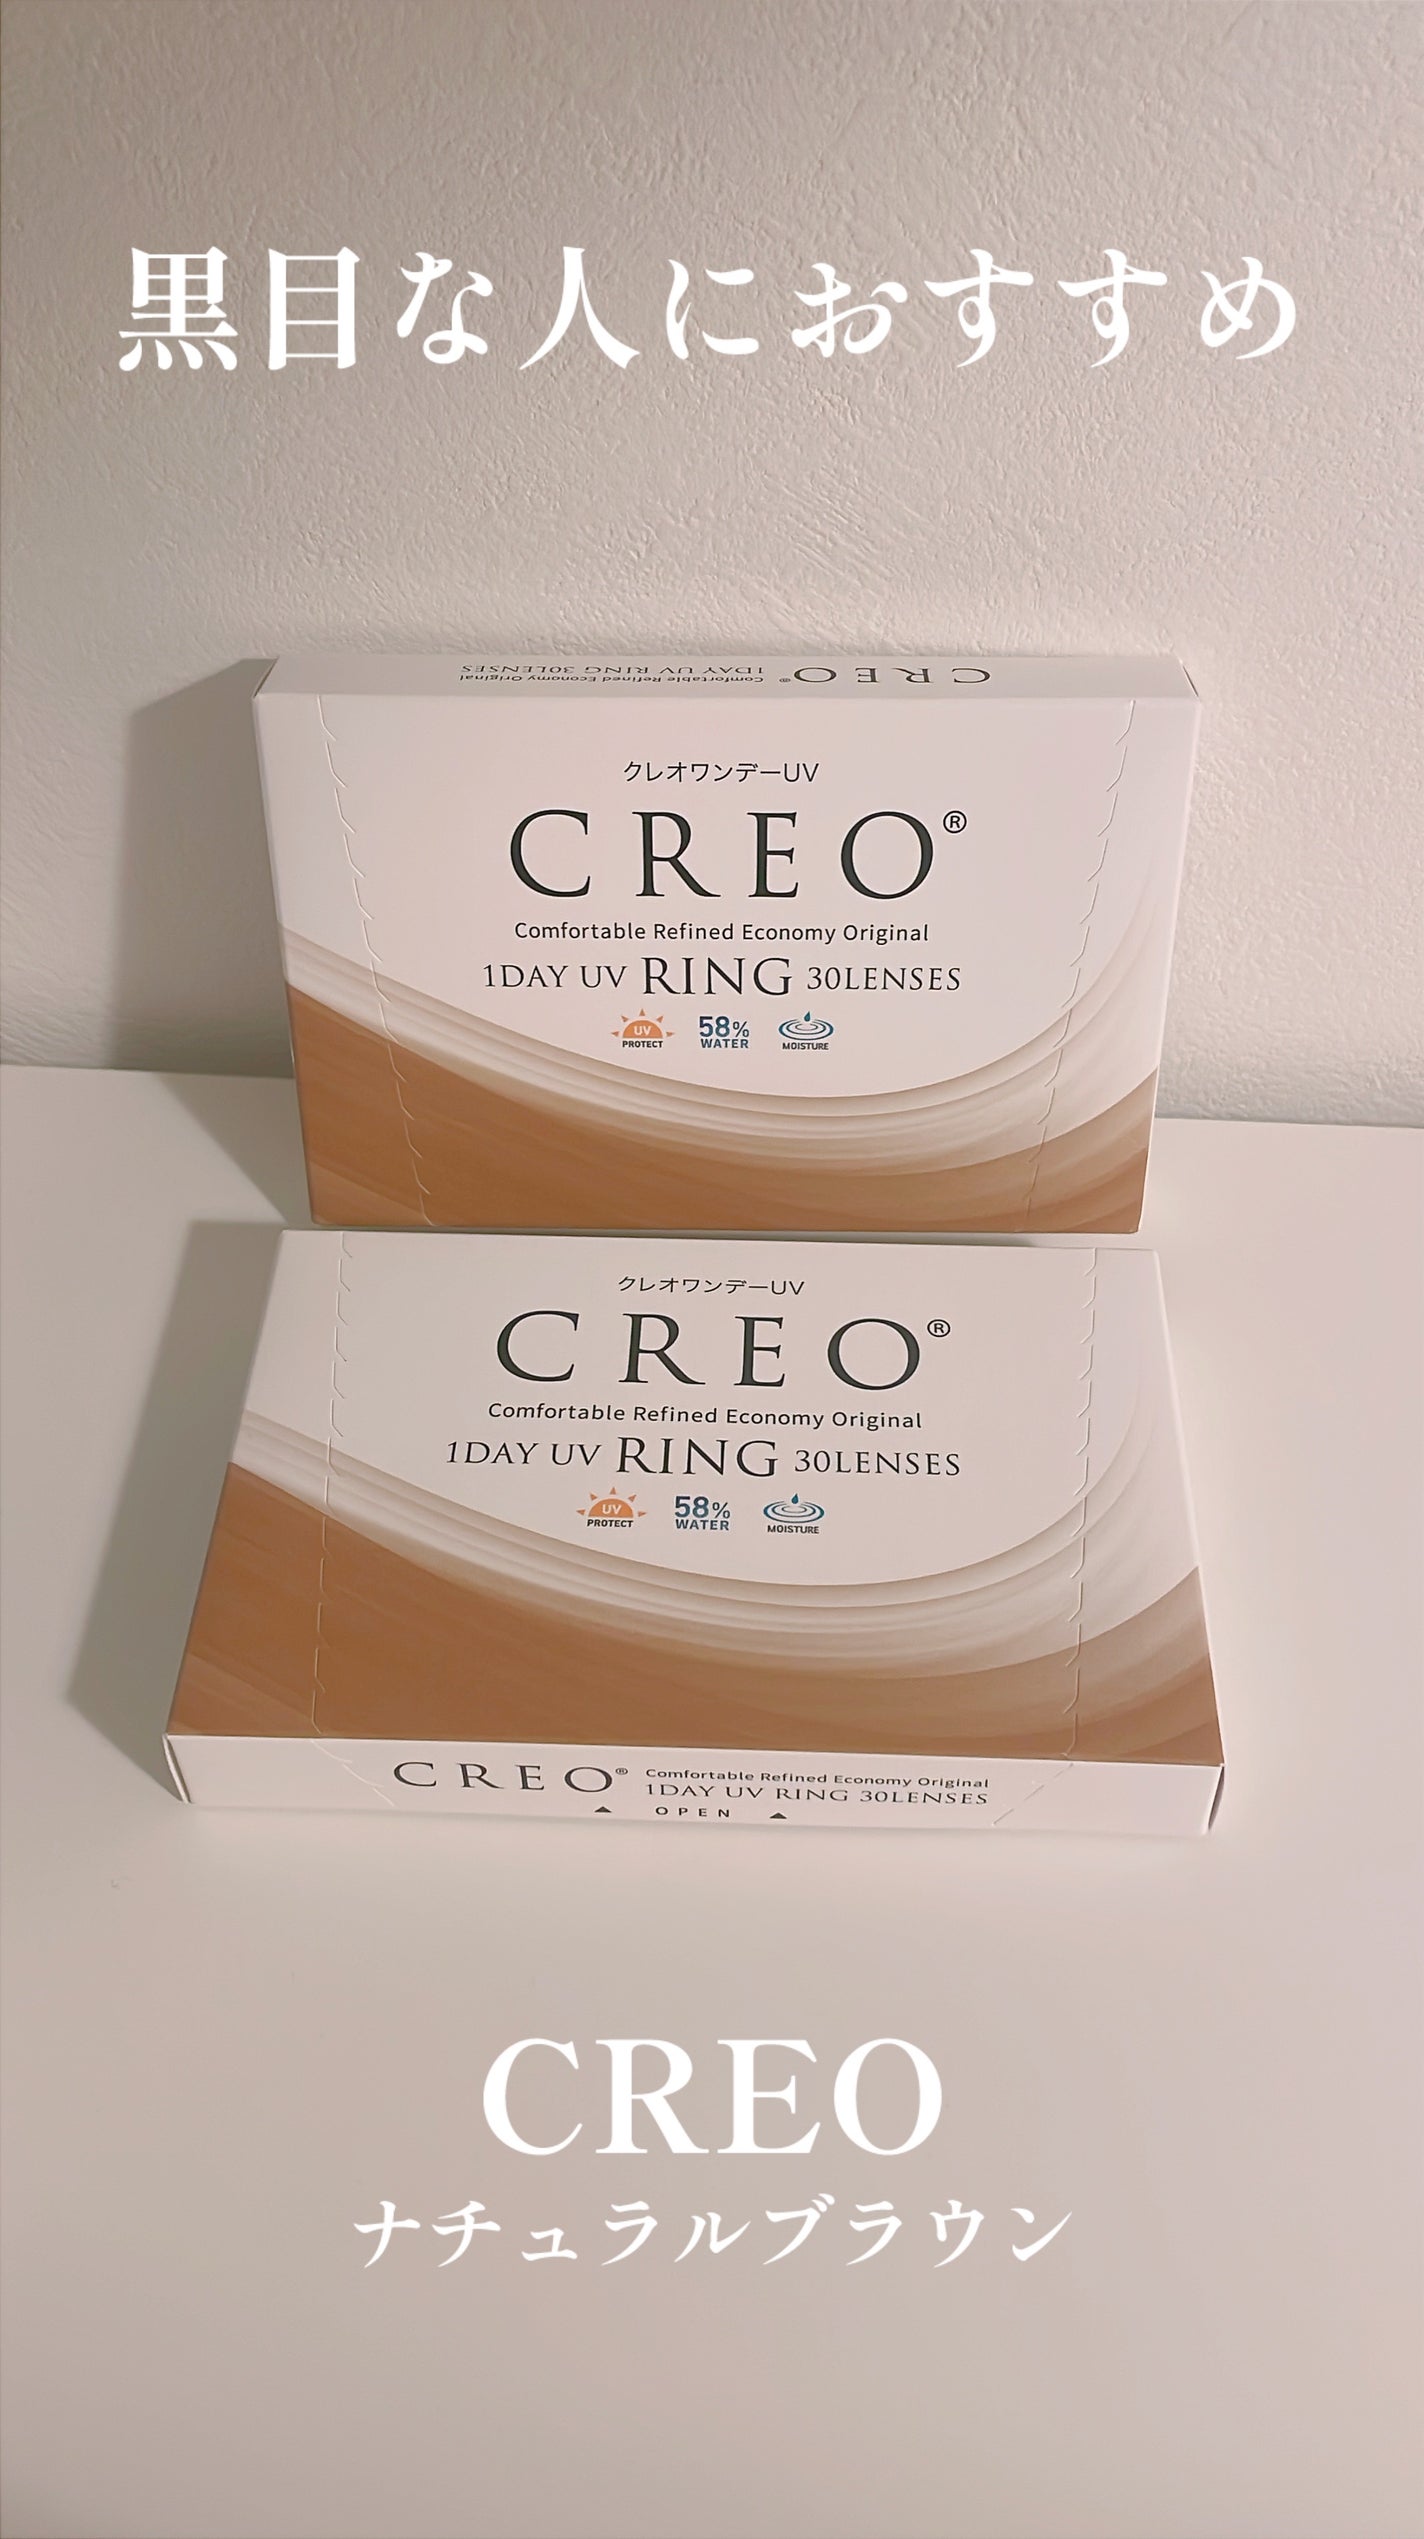 黒目な人におすすめ
CREO®
Comfortable Refined Economy Original
1DAY UV RING 30LENSES
クレオワンデーUV
CREO®
Comfortable Refined Economy Original
1DAY UV RING 30LENSES
UV PROTECT
58% WATER
MOISTURE
クレオワンデーUV
CREO®
Comfortable Refined Economy Original
1DAY UV RING 30LENSES
UV PROTECT
58% WATER
MOISTURE
CREO®
Comfortable Refined Economy Original
1DAY UV RING 30LENSES
▲ OPEN ▲
CREO
ナチュラルブラウン